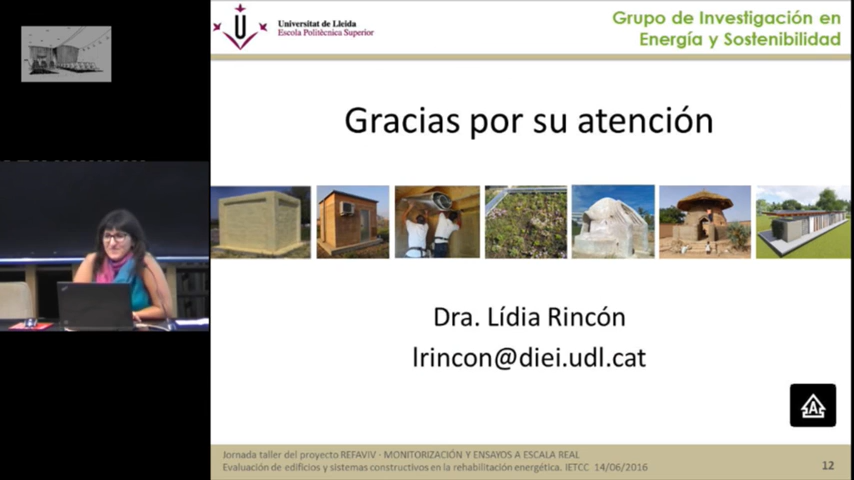 Universitat de Lleida
Escola Politècnica Superior
Grupo de Investigación en
Energía y Sostenibilidad
Gracias por su atención
Dra. Lídia Rincón
lrincon@diei.udl.cat
Jornada taller del proyecto REFAVIV - MONITORIZACIÓN Y ENSAYOS A ESCALA REAL
Evaluación de edificios y sistemas constructivos en la rehabilitación energética. IETCC 14/06/2016
12